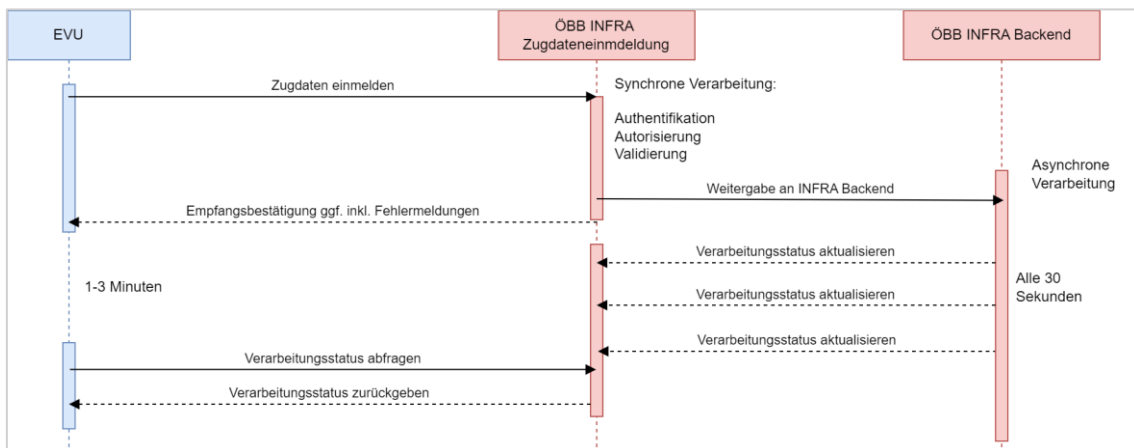 EVU
ÖBB INFRA
Zugdateneinmdeldung
ÖBB INFRA Backend
Zugdaten einmelden
Synchrone Verarbeitung:
Authentifikation
Autorisierung
Validierung
Asynchrone
Verarbeitung
Weitergabe an INFRA Backend
Empfangsbestätigung ggf. inkl. Fehlermeldungen
Verarbeitungsstatus aktualisieren
1-3 Minuten
Alle 30
Sekunden
Verarbeitungsstatus aktualisieren
Verarbeitungsstatus aktualisieren
Verarbeitungsstatus abfragen
Verarbeitungsstatus zurückgeben